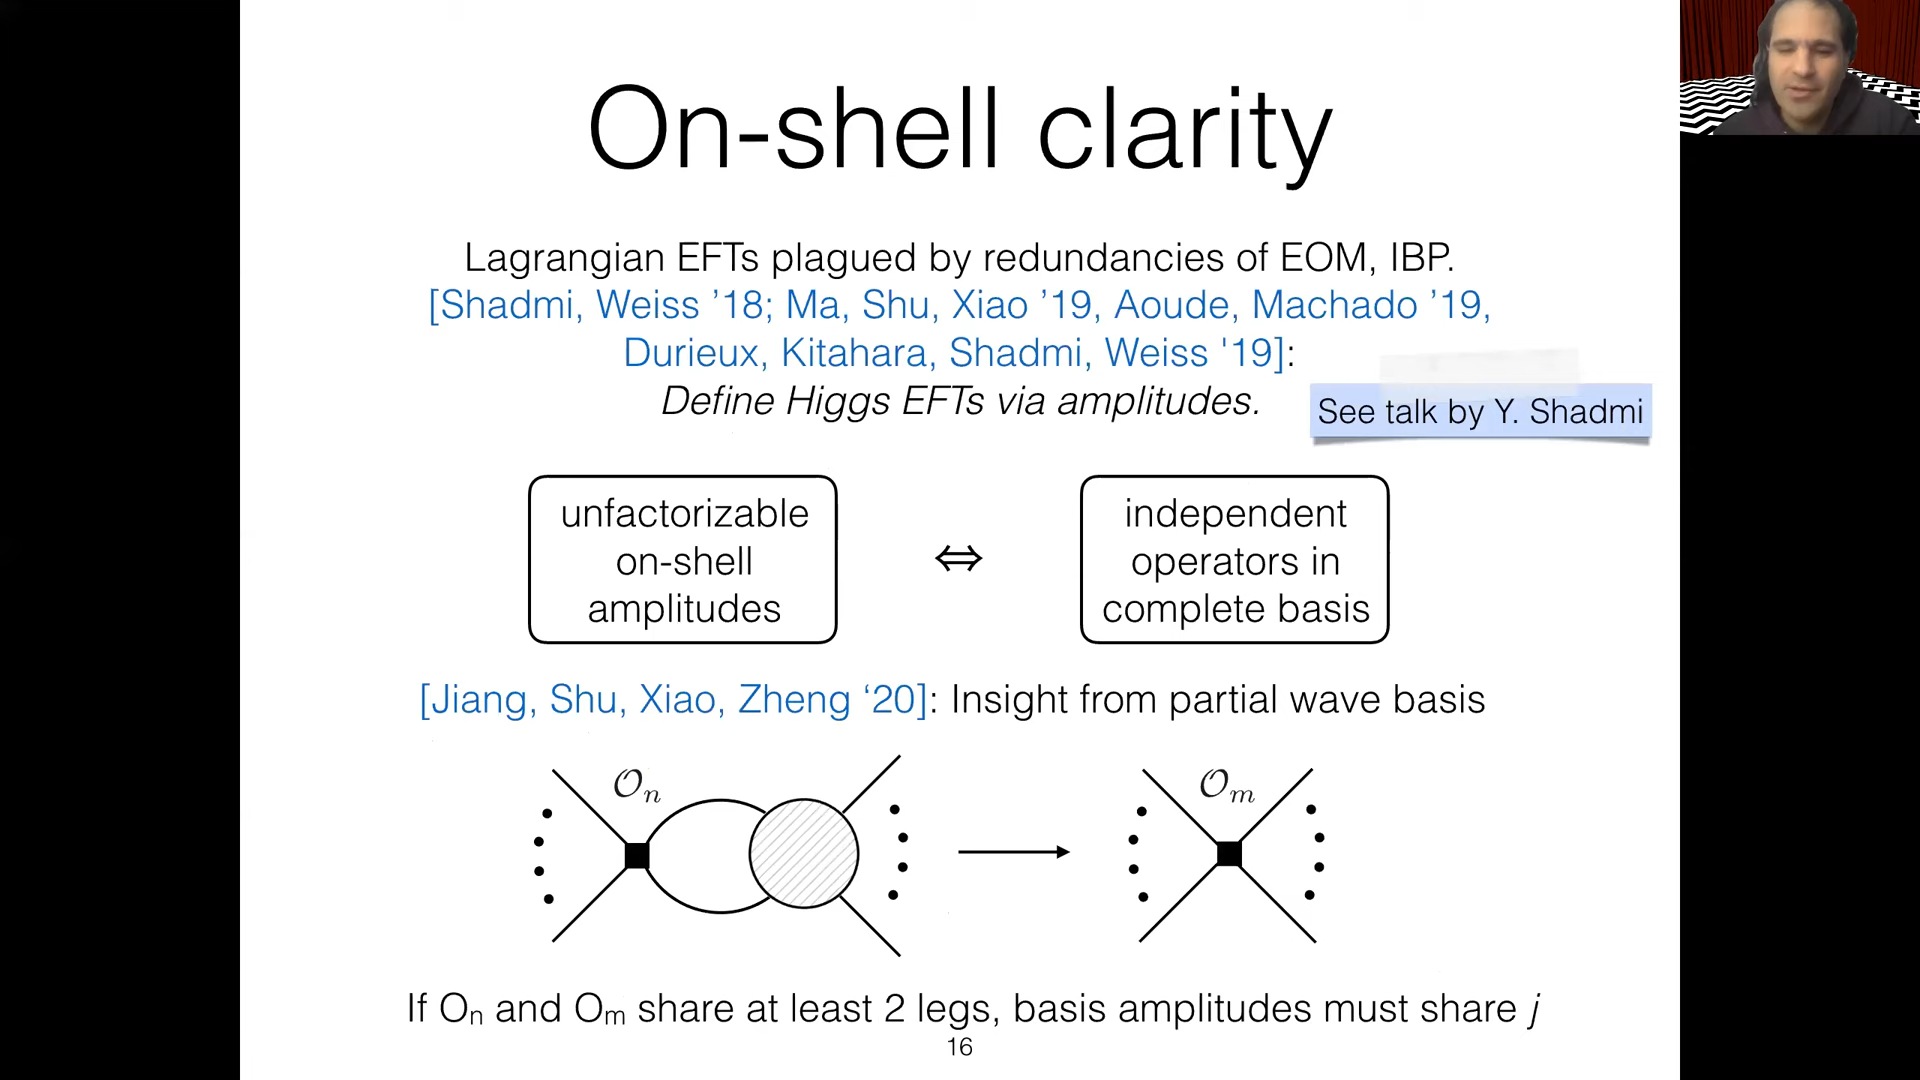 On-shell clarity
Lagrangian EFTs plagued by redundancies of EOM, IBP.
[Shadmi, Weiss ’18; Ma, Shu, Xiao ’19, Aoude, Machado ’19,
Durieux, Kitahara, Shadmi, Weiss '19]:
Define Higgs EFTs via amplitudes.
See talk by Y. Shadmi
unfactorizable
on-shell
amplitudes
⇔
independent
operators in
complete basis
[Jiang, Shu, Xiao, Zheng ‘20]: Insight from partial wave basis
𝒪ₙ
𝒪ₘ
If Oₙ and Oₘ share at least 2 legs, basis amplitudes must share j
16